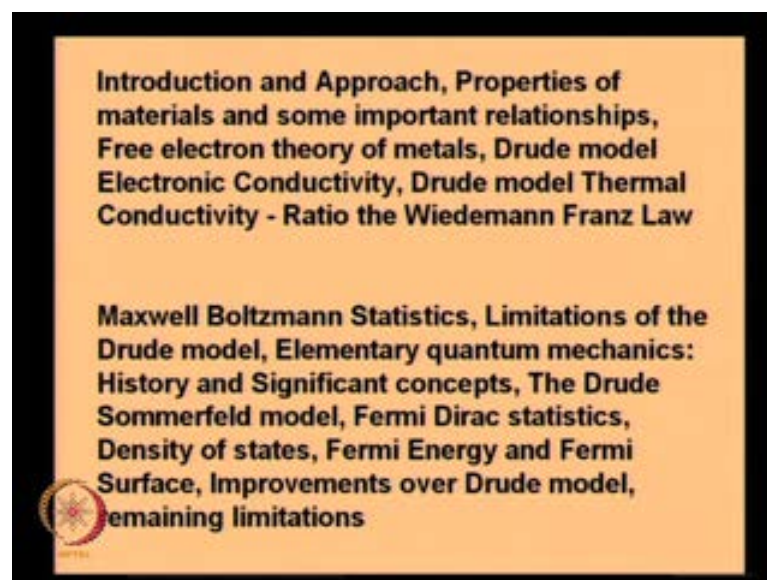 Introduction and Approach, Properties of
materials and some important relationships,
Free electron theory of metals, Drude model
Electronic Conductivity, Drude model Thermal
Conductivity - Ratio the Wiedemann Franz Law
Maxwell Boltzmann Statistics, Limitations of the
Drude model, Elementary quantum mechanics:
History and Significant concepts, The Drude
Sommerfeld model, Fermi Dirac statistics,
Density of states, Fermi Energy and Fermi
Surface, Improvements over Drude model,
remaining limitations
NPTEL